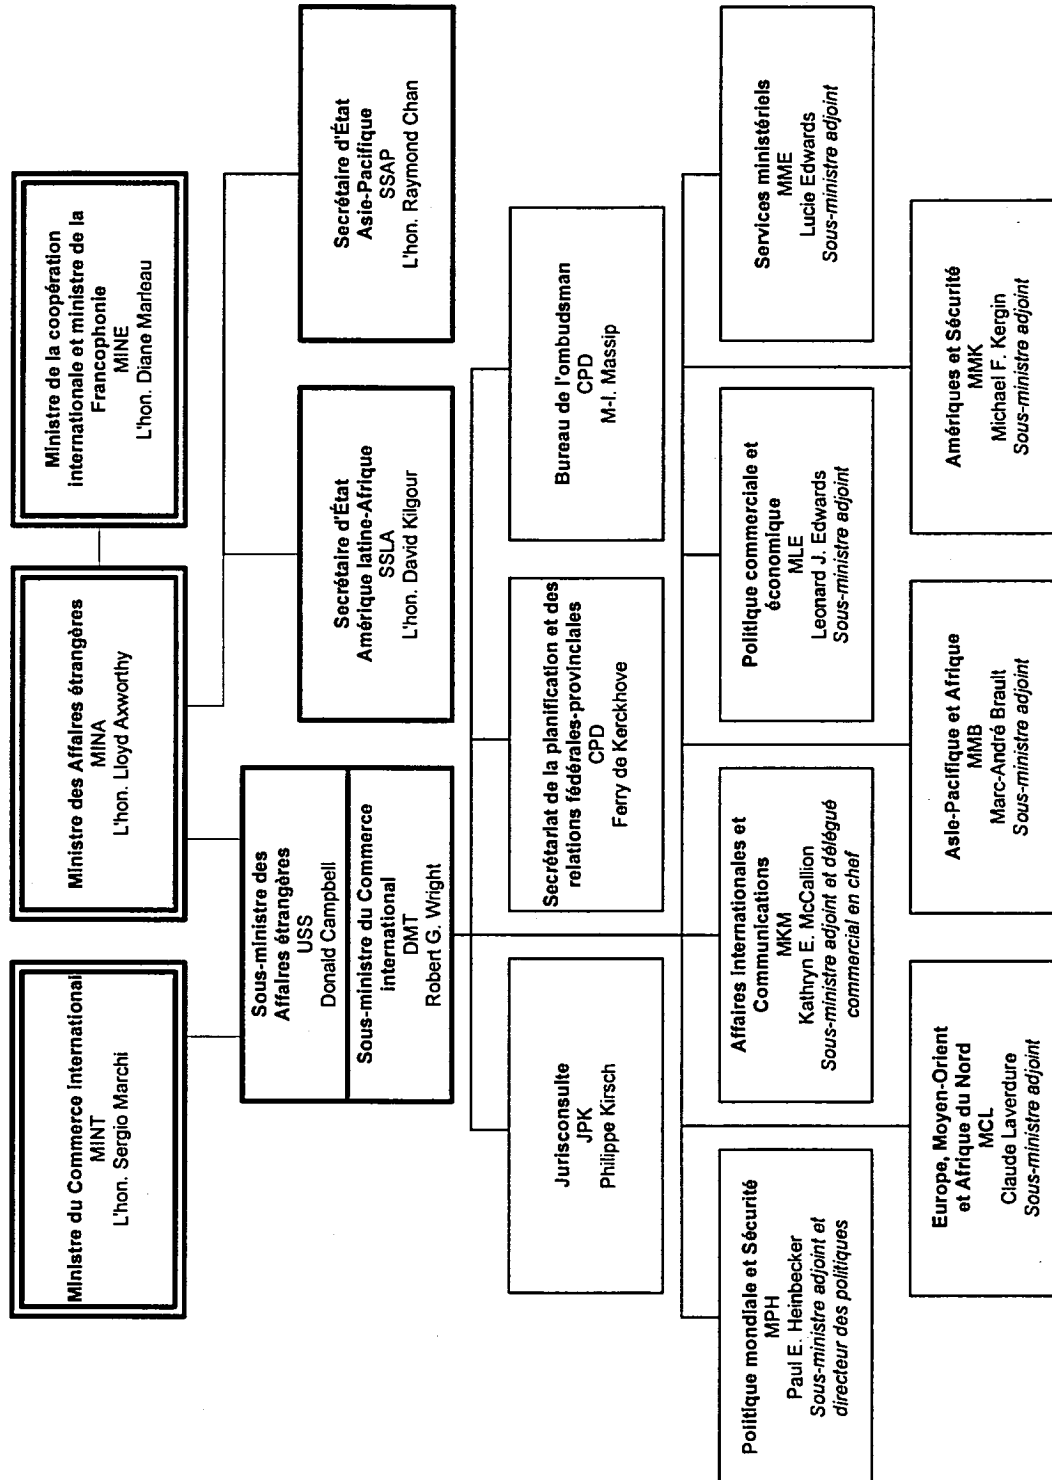 Ministre du Commerce International
MINT
L'hon. Sergio Marchi
Ministre des Affaires étrangères
MINA
L'hon. Lloyd Axworthy
Ministre de la coopération
internationale et ministre de la
Francophonie
MINE
L'hon. Diane Marleau
Sous-ministre des
Affaires étrangères
USS
Donald Campbell
Sous-ministre du Commerce
international
DMT
Robert G. Wright
Secrétaire d'État
Amérique latine-Afrique
SSLA
L'hon. David Kilgour
Secrétaire d'État
Asie-Pacifique
SSAP
L'hon. Raymond Chan
Jurisconsulte
JPK
Philippe Kirsch
Secrétariat de la planification et des
relations fédérales-provinciales
CPD
Ferry de Kerckhove
Bureau de l'ombudsman
CPD
M-I. Massip
Politique mondiale et Sécurité
MPH
Paul E. Heinbecker
Sous-ministre adjoint et
directeur des politiques
Affaires internationales et
Communications
MKM
Kathryn E. McCallion
Sous-ministre adjoint et délégué
commercial en chef
Politique commerciale et
économique
MLE
Leonard J. Edwards
Sous-ministre adjoint
Services ministériels
MME
Lucie Edwards
Sous-ministre adjoint
Europe, Moyen-Orient
et Afrique du Nord
MCL
Claude Laverdure
Sous-ministre adjoint
Asie-Pacifique et Afrique
MMB
Marc-André Brault
Sous-ministre adjoint
Amériques et Sécurité
MMK
Michael F. Kergin
Sous-ministre adjoint